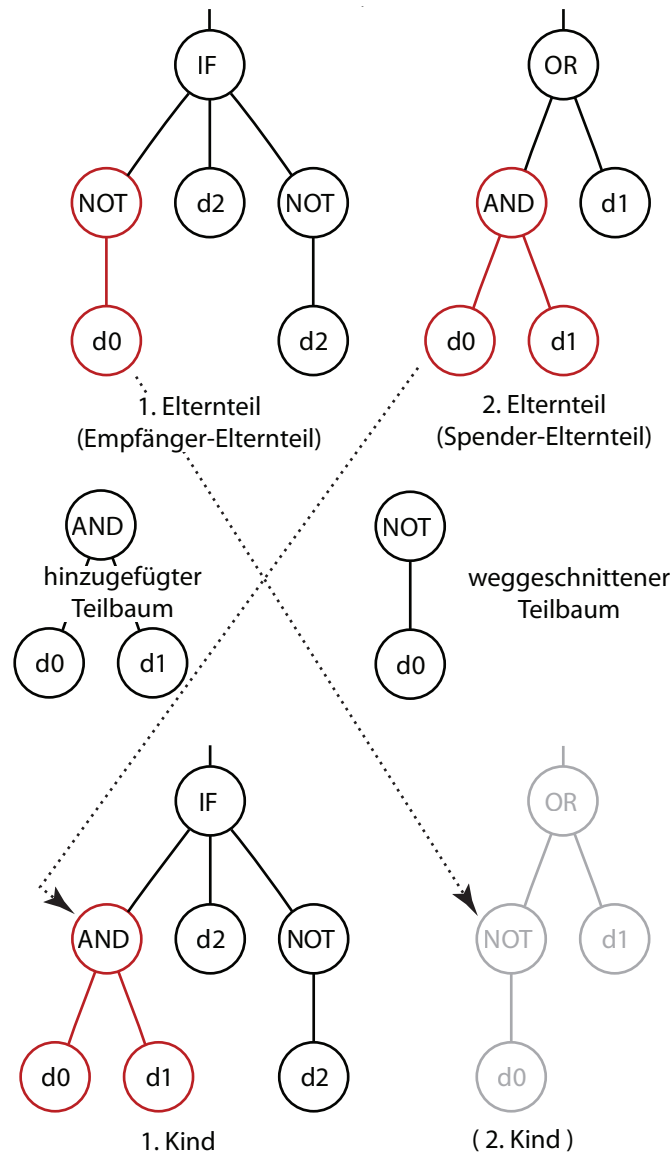 IF
OR
NOT
d2
NOT
AND
d1
d0
d2
d0
d1
1. Elternteil
(Empfänger-Elternteil)
2. Elternteil
(Spender-Elternteil)
AND
hinzugefügter
Teilbaum
d0
d1
NOT
weggeschnittener
Teilbaum
d0
IF
OR
AND
d2
NOT
NOT
d1
d0
d1
d2
d0
1. Kind
( 2. Kind )